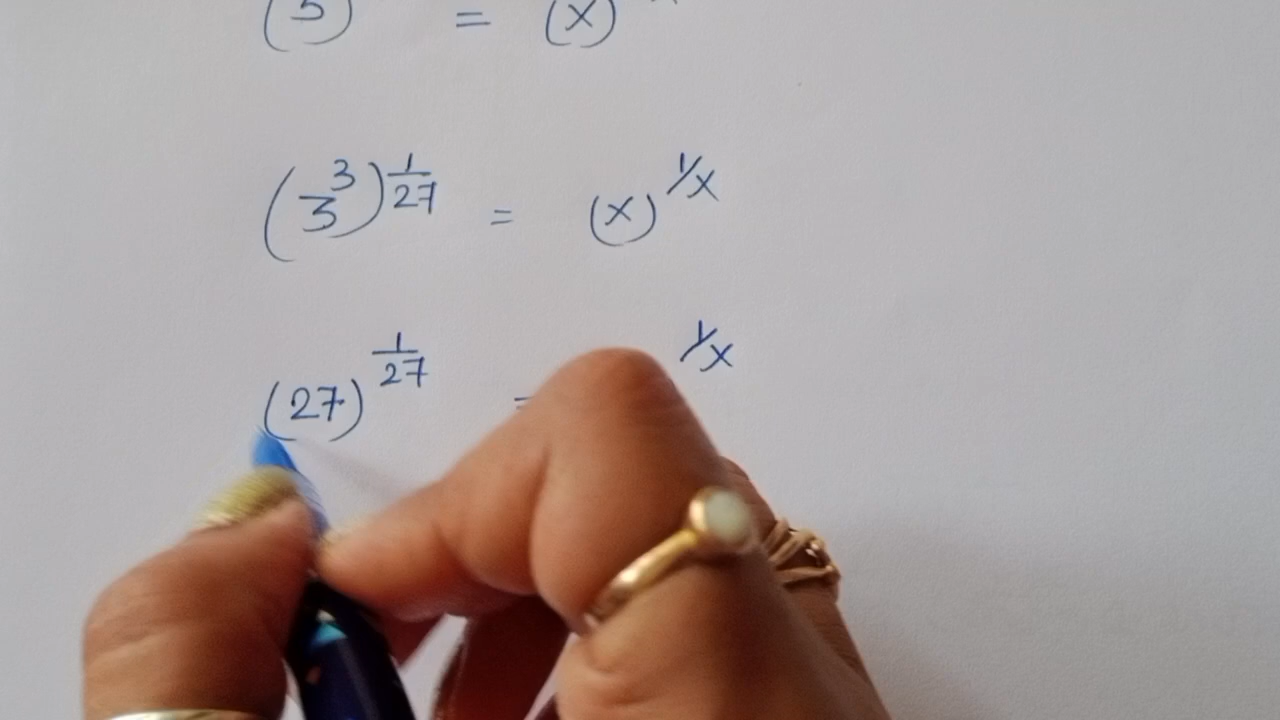 (3) = (x)
(3^3)^{1/27} = (x)^{1/x}
(27)^{1/27} = ^{1/x}